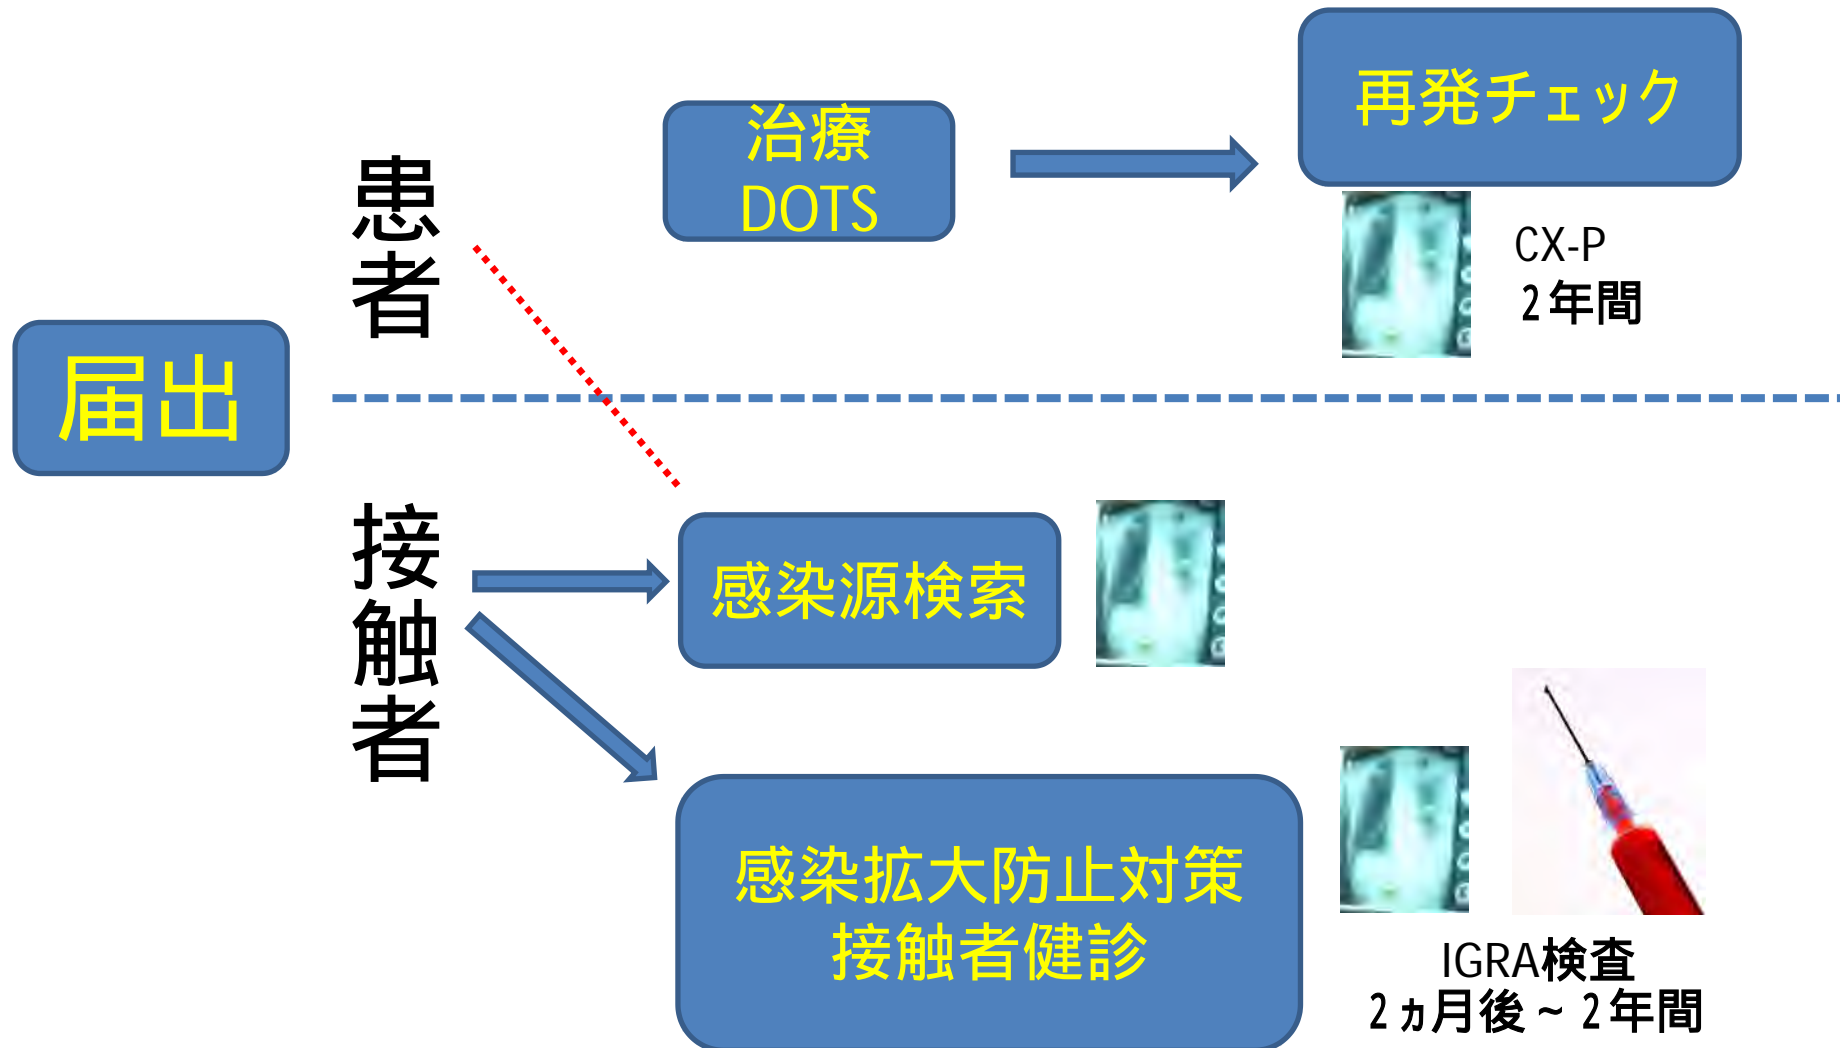 届出
患者
治療
DOTS
再発チェック
CX-P
2年間
接触者
感染源検索
感染拡大防止対策
接触者健診
IGRA検査
2ヵ月後~2年間